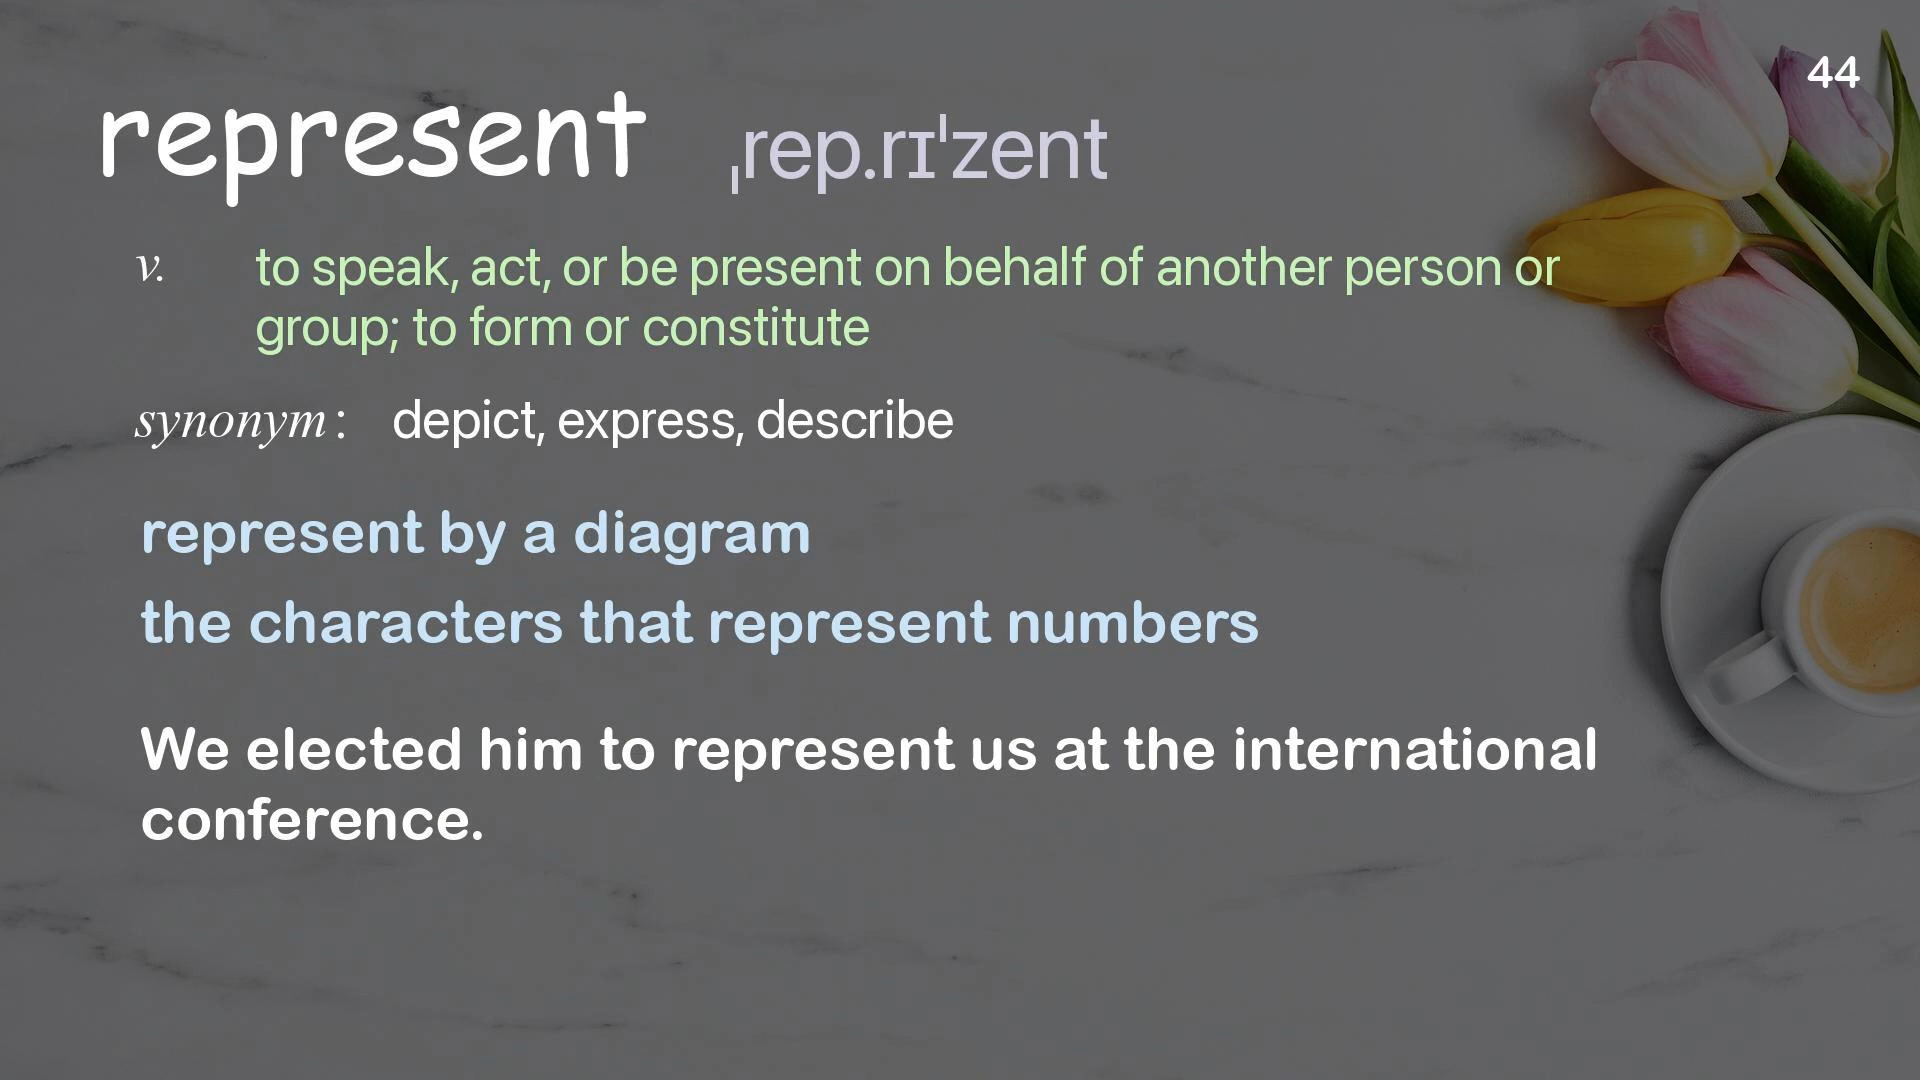 44
represent ˌrep.rɪˈzent
v. to speak, act, or be present on behalf of another person or
group; to form or constitute
synonym : depict, express, describe
represent by a diagram
the characters that represent numbers
We elected him to represent us at the international
conference.